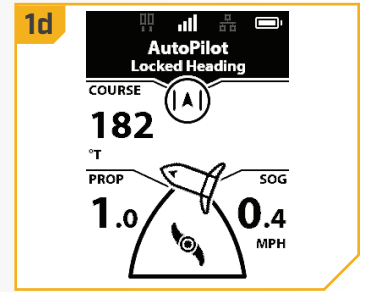 1d
AutoPilot
Locked Heading
COURSE
182
°T
PROP
SOG
1.0
0.4
MPH